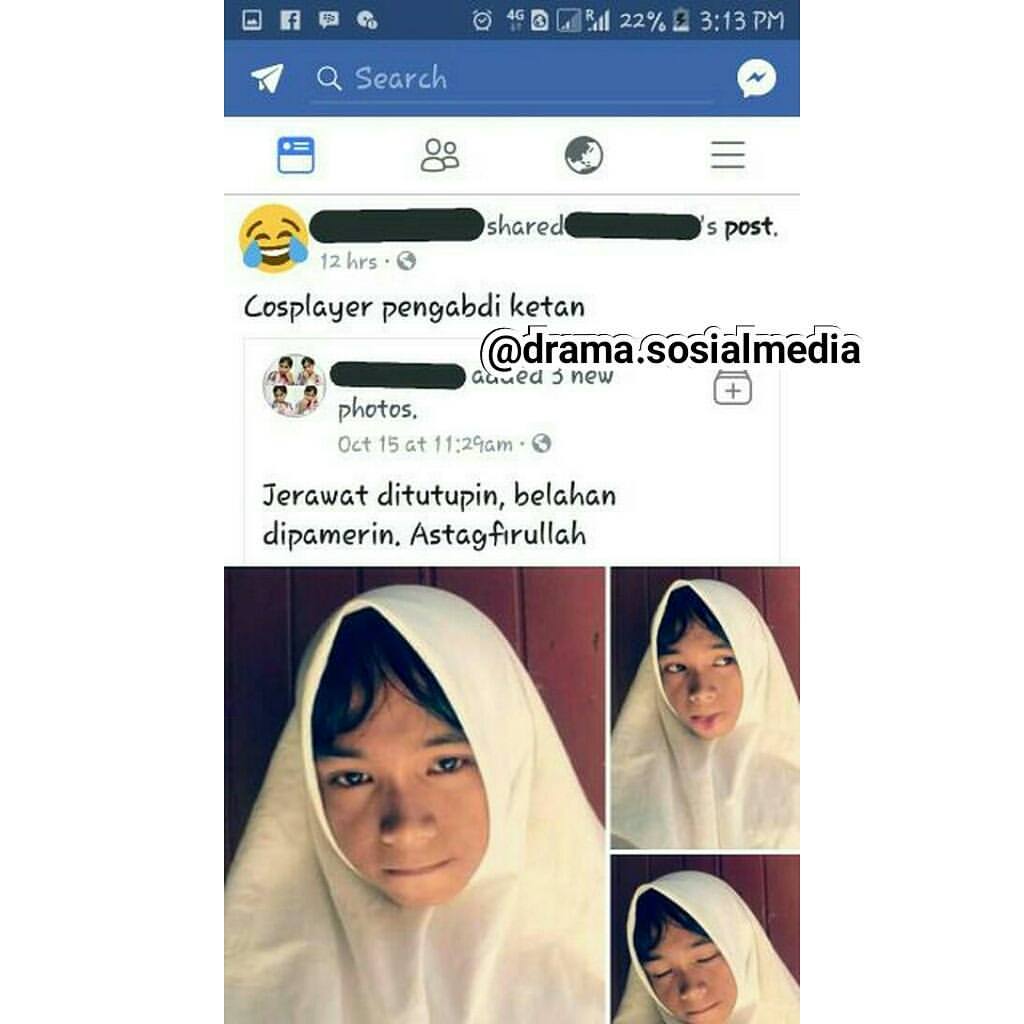 4G R 22% 3:13 PM
Search
shared 's post.
12 hrs ·
Cosplayer pengabdi ketan
@drama.sosialmedia
added 3 new
photos.
Oct 15 at 11:29am ·
Jerawat ditutupin, belahan
dipamerin. Astagfirullah